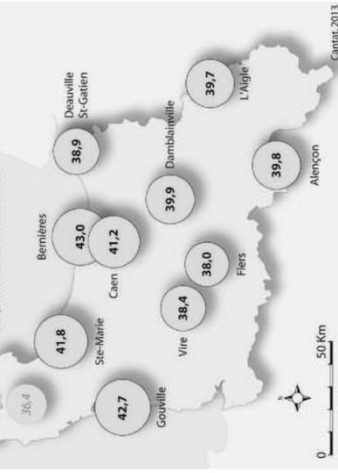 Cantat, 2013
Deauville
St-Gatien
38,9
39,7
L'Aigle
Damblainville
39,9
39,8
Alençon
Bernières
43,0
41,2
Caen
38,0
Flers
38,4
Vire
41,8
Ste-Marie
36,4
42,7
Gouville
N
0
50 Km